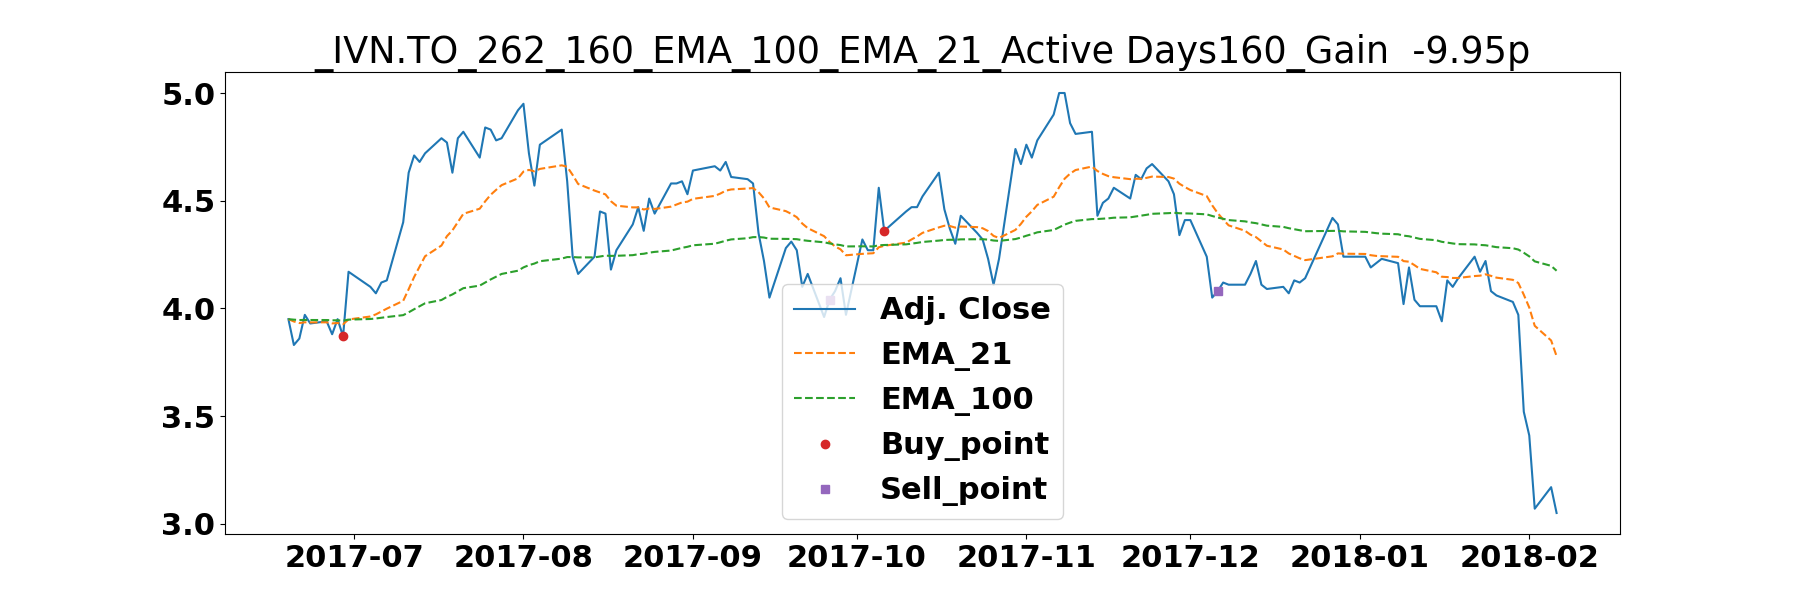 _IVN.TO_262_160_EMA_100_EMA_21_Active Days160_Gain  -9.95p
5.0
4.5
4.0
3.5
3.0
Adj. Close
EMA_21
EMA_100
Buy_point
Sell_point
2017-07 2017-08 2017-09 2017-10 2017-11 2017-12 2018-01 2018-02